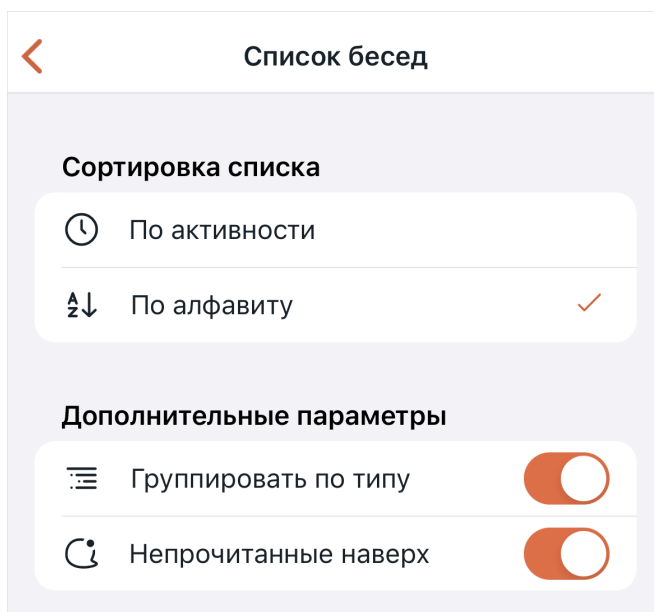 Список бесед
Сортировка списка
По активности
По алфавиту
Дополнительные параметры
Группировать по типу
Непрочитанные наверх